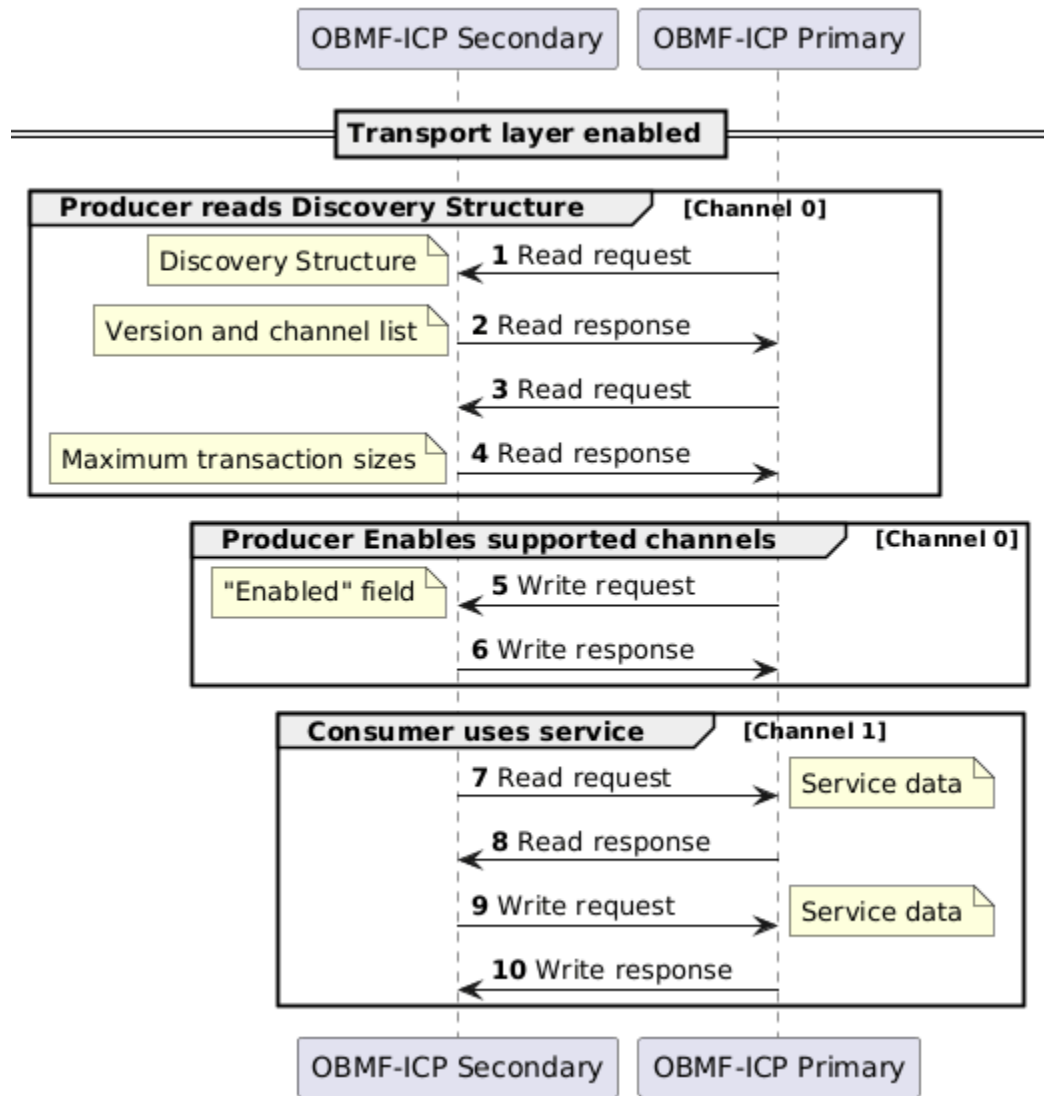 OBMF-ICP Secondary OBMF-ICP Primary
Transport layer enabled
Producer reads Discovery Structure [Channel 0]
Discovery Structure 1 Read request
Version and channel list 2 Read response
3 Read request
Maximum transaction sizes 4 Read response
Producer Enables supported channels [Channel 0]
"Enabled" field 5 Write request
6 Write response
Consumer uses service [Channel 1]
7 Read request Service data
8 Read response
9 Write request Service data
10 Write response
OBMF-ICP Secondary OBMF-ICP Primary